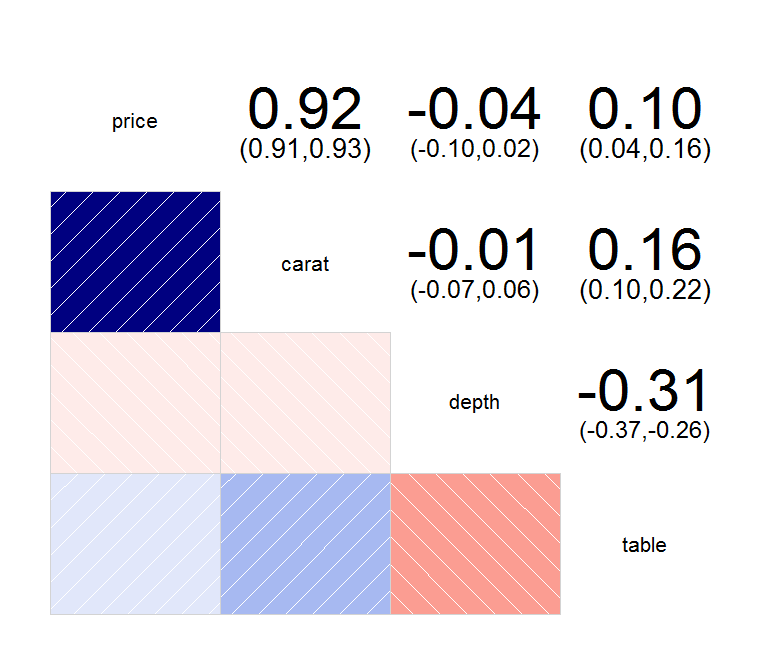 price 0.92 -0.04 0.10
(0.91,0.93) (-0.10,0.02) (0.04,0.16)
carat -0.01 0.16
(-0.07,0.06) (0.10,0.22)
depth -0.31
(-0.37,-0.26)
table